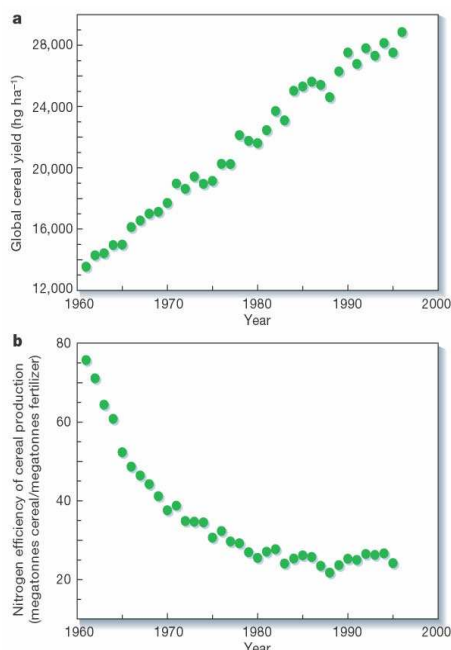 a
28,000
24,000
20,000
16,000
12,000
Global cereal yield (hg ha⁻¹)
1960 1970 1980 1990 2000
Year
b
80
60
40
20
Nitrogen efficiency of cereal production
(megatonnes cereal/megatonnes fertilizer)
1960 1970 1980 1990 2000
Year